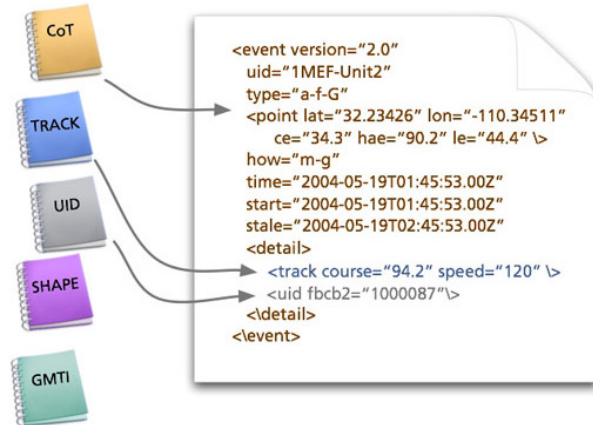 CoT
TRACK
UID
SHAPE
GMTI
<event version="2.0"
uid="1MEF-Unit2"
type="a-f-G"
<point lat="32.23426" lon="-110.34511"
ce="34.3" hae="90.2" le="44.4" \>
how="m-g"
time="2004-05-19T01:45:53.00Z"
start="2004-05-19T01:45:53.00Z"
stale="2004-05-19T02:45:53.00Z"
<detail>
<track course="94.2" speed="120" \>
<uid fbcb2="1000087"\>
<\detail>
<\event>